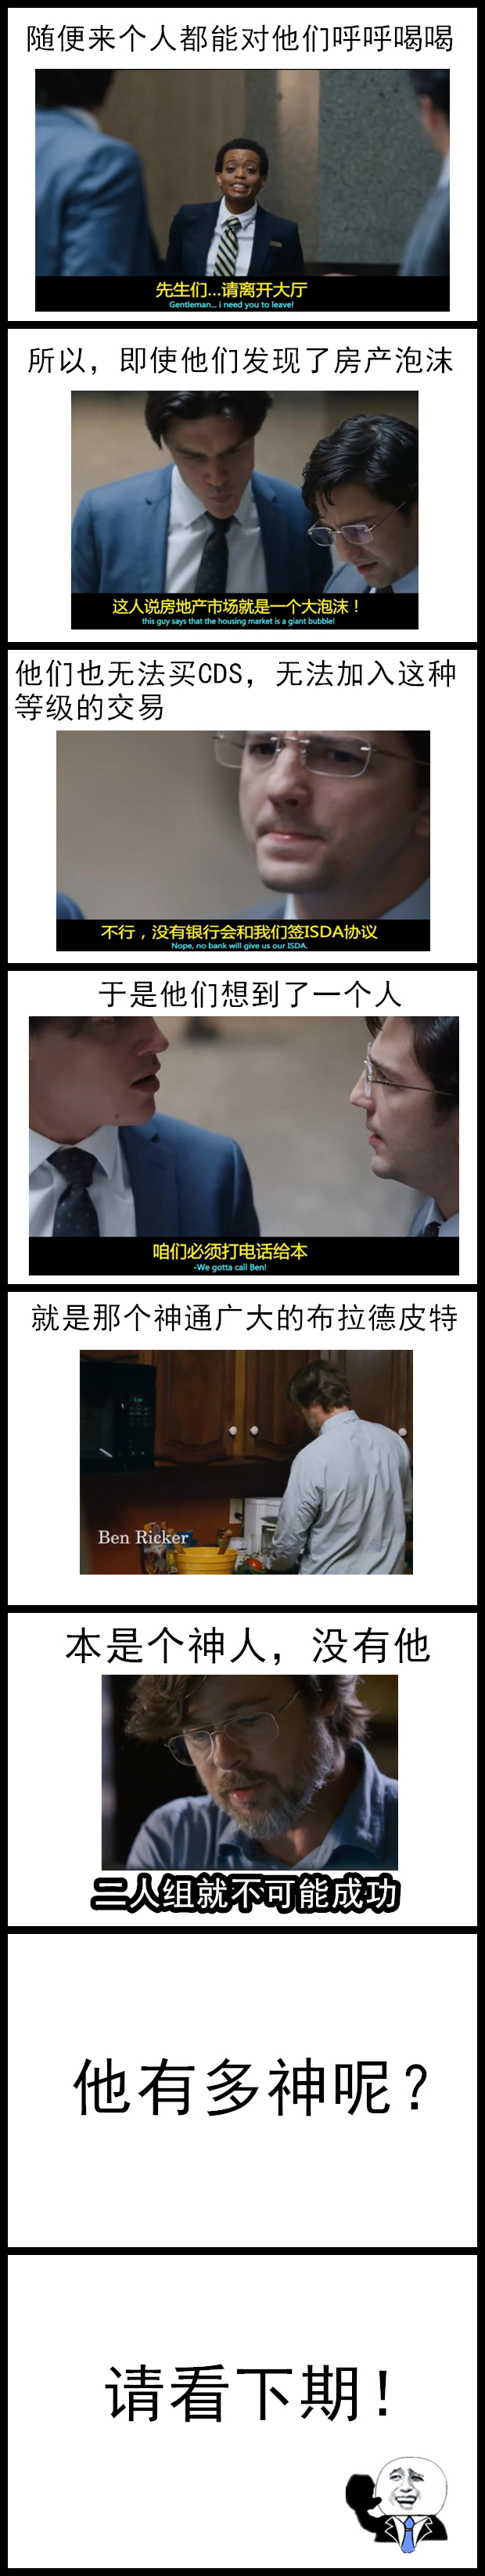 随便来个人都能对他们呼呼喝喝
先生们...请离开大厅
Gentleman... i need you to leave!
所以，即使他们发现了房产泡沫
这人说房地产市场就是一个大泡沫！
this guy says that the housing market is a giant bubble!
他们也无法买CDS，无法加入这种
等级的交易
不行，没有银行会和我们签ISDA协议
Nope, no bank will give us our ISDA.
于是他们想到了一个人
咱们必须打电话给本
-We gotta call Ben!
就是那个神通广大的布拉德皮特
Ben Ricker
本是个神人，没有他
二人组就不可能成功
他有多神呢？
请看下期！